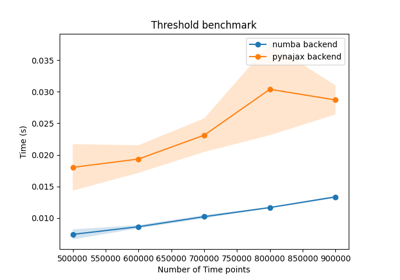 Threshold benchmark
numba backend
pynajax backend
0.035
0.030
0.025
0.020
0.015
0.010
Time (s)
500000 550000 600000 650000 700000 750000 800000 850000 900000
Number of Time points